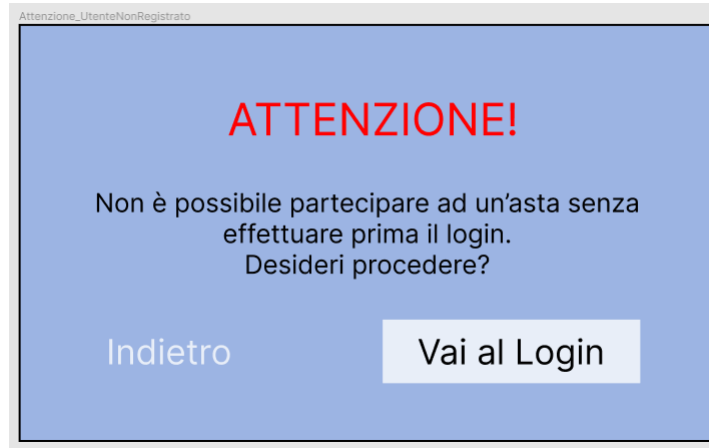 Attenzione_UtenteNonRegistrato
ATTENZIONE!
Non è possibile partecipare ad un’asta senza
effettuare prima il login.
Desideri procedere?
Indietro
Vai al Login